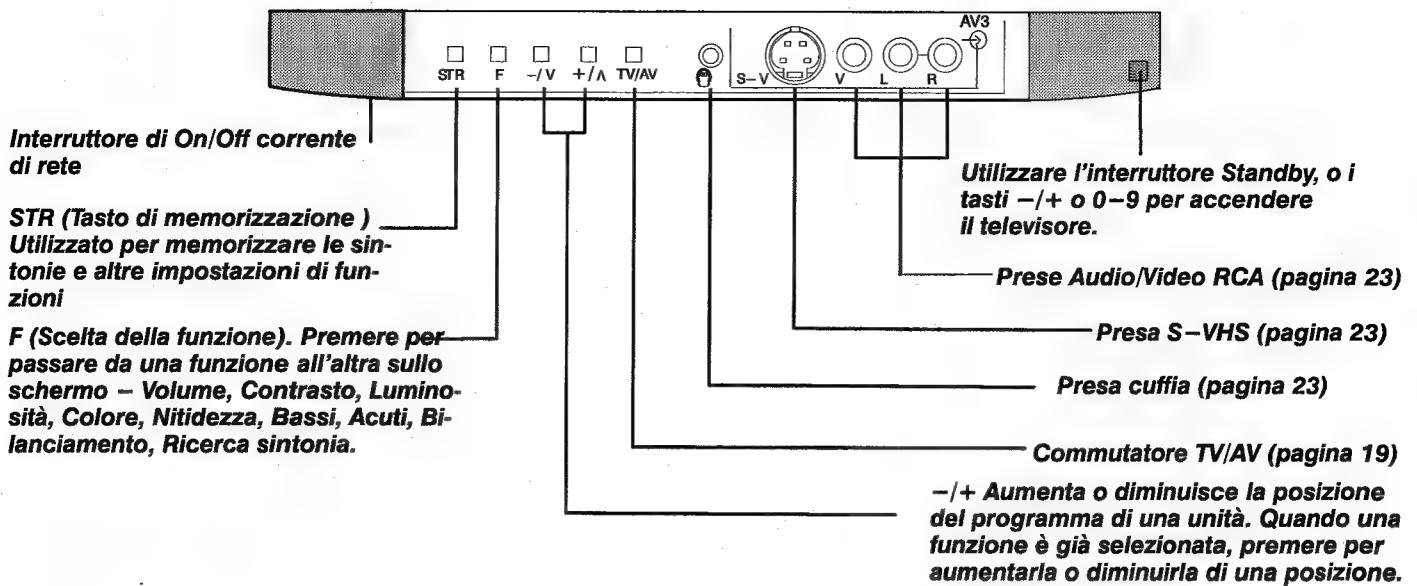 AV3
STR F −/∨ +/∧ TV/AV S−V V L R
Interruttore di On/Off corrente
di rete
STR (Tasto di memorizzazione )
Utilizzato per memorizzare le sin-
tonie e altre impostazioni di fun-
zioni
F (Scelta della funzione). Premere per
passare da una funzione all'altra sullo
schermo − Volume, Contrasto, Lumino-
sità, Colore, Nitidezza, Bassi, Acuti, Bi-
lanciamento, Ricerca sintonia.
Utilizzare l'interruttore Standby, o i
tasti −/+ o 0−9 per accendere
il televisore.
Prese Audio/Video RCA (pagina 23)
Presa S−VHS (pagina 23)
Presa cuffia (pagina 23)
Commutatore TV/AV (pagina 19)
−/+ Aumenta o diminuisce la posizione
del programma di una unità. Quando una
funzione è già selezionata, premere per
aumentarla o diminuirla di una posizione.